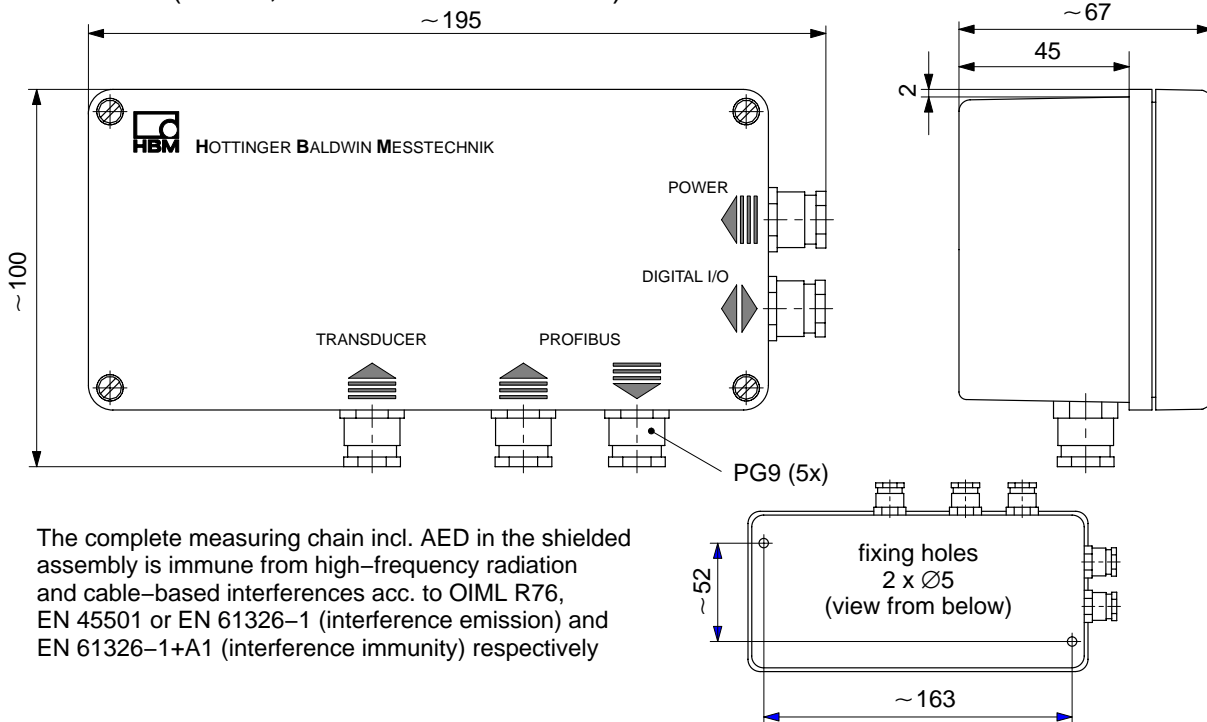 ~195
~67
45
2
HBM HOTTINGER BALDWIN MESSTECHNIK
POWER
~100
DIGITAL I/O
TRANSDUCER PROFIBUS
PG9 (5x)
The complete measuring chain incl. AED in the shielded
assembly is immune from high–frequency radiation
and cable–based interferences acc. to OIML R76,
EN 45501 or EN 61326–1 (interference emission) and
EN 61326–1+A1 (interference immunity) respectively
~52
fixing holes
2 x ∅5
(view from below)
~163